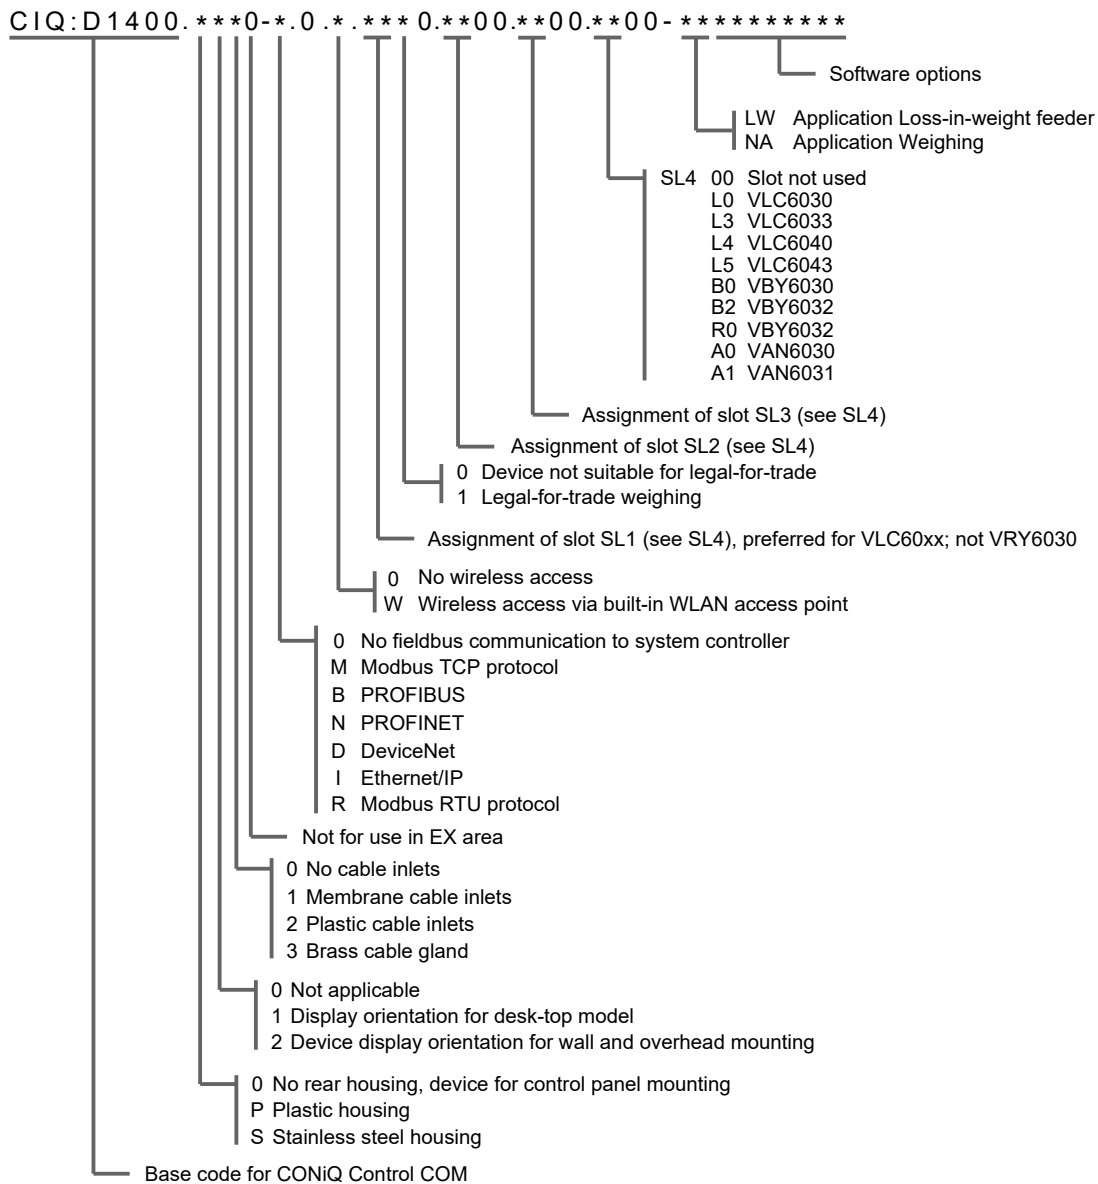 CIQ:D1400.***0-*.0.*.***0.**00.**00.**00-************
Software options
LW Application Loss-in-weight feeder
NA Application Weighing
SL4 00 Slot not used
L0 VLC6030
L3 VLC6033
L4 VLC6040
L5 VLC6043
B0 VBY6030
B2 VBY6032
R0 VBY6032
A0 VAN6030
A1 VAN6031
Assignment of slot SL3 (see SL4)
Assignment of slot SL2 (see SL4)
0 Device not suitable for legal-for-trade
1 Legal-for-trade weighing
Assignment of slot SL1 (see SL4), preferred for VLC60xx; not VRY6030
0 No wireless access
W Wireless access via built-in WLAN access point
0 No fieldbus communication to system controller
M Modbus TCP protocol
B PROFIBUS
N PROFINET
D DeviceNet
I Ethernet/IP
R Modbus RTU protocol
Not for use in EX area
0 No cable inlets
1 Membrane cable inlets
2 Plastic cable inlets
3 Brass cable gland
0 Not applicable
1 Display orientation for desk-top model
2 Device display orientation for wall and overhead mounting
0 No rear housing, device for control panel mounting
P Plastic housing
S Stainless steel housing
Base code for CONiQ Control COM